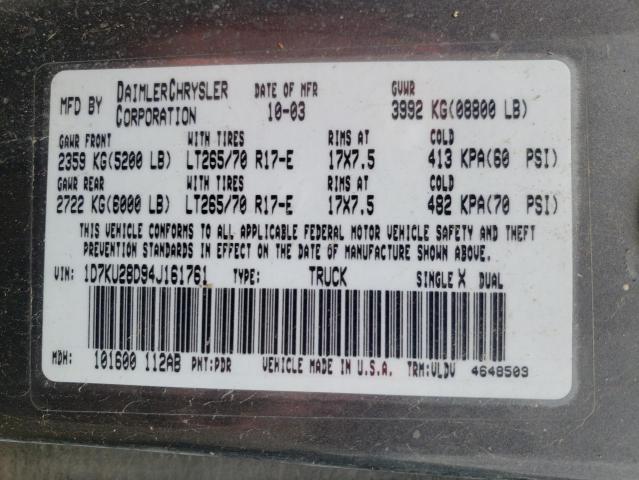 MFD BY DAIMLERCHRYSLER CORPORATION DATE OF MFR 10-03 GVWR 3992 KG(08800 LB)
GAWR FRONT WITH TIRES RIMS AT COLD
2359 KG(5200 LB) LT265/70 R17-E 17X7.5 413 KPA(60 PSI)
GAWR REAR WITH TIRES RIMS AT COLD
2722 KG(6000 LB) LT265/70 R17-E 17X7.5 482 KPA(70 PSI)
THIS VEHICLE CONFORMS TO ALL APPLICABLE FEDERAL MOTOR VEHICLE SAFETY AND THEFT
PREVENTION STANDARDS IN EFFECT ON THE DATE OF MANUFACTURE SHOWN ABOVE.
VIN: 1D7KU28D94J161761 TYPE: TRUCK SINGLE X DUAL
MDH: 101600 112AB PNT:PDR VEHICLE MADE IN U.S.A. TRM:VLDV 4648503